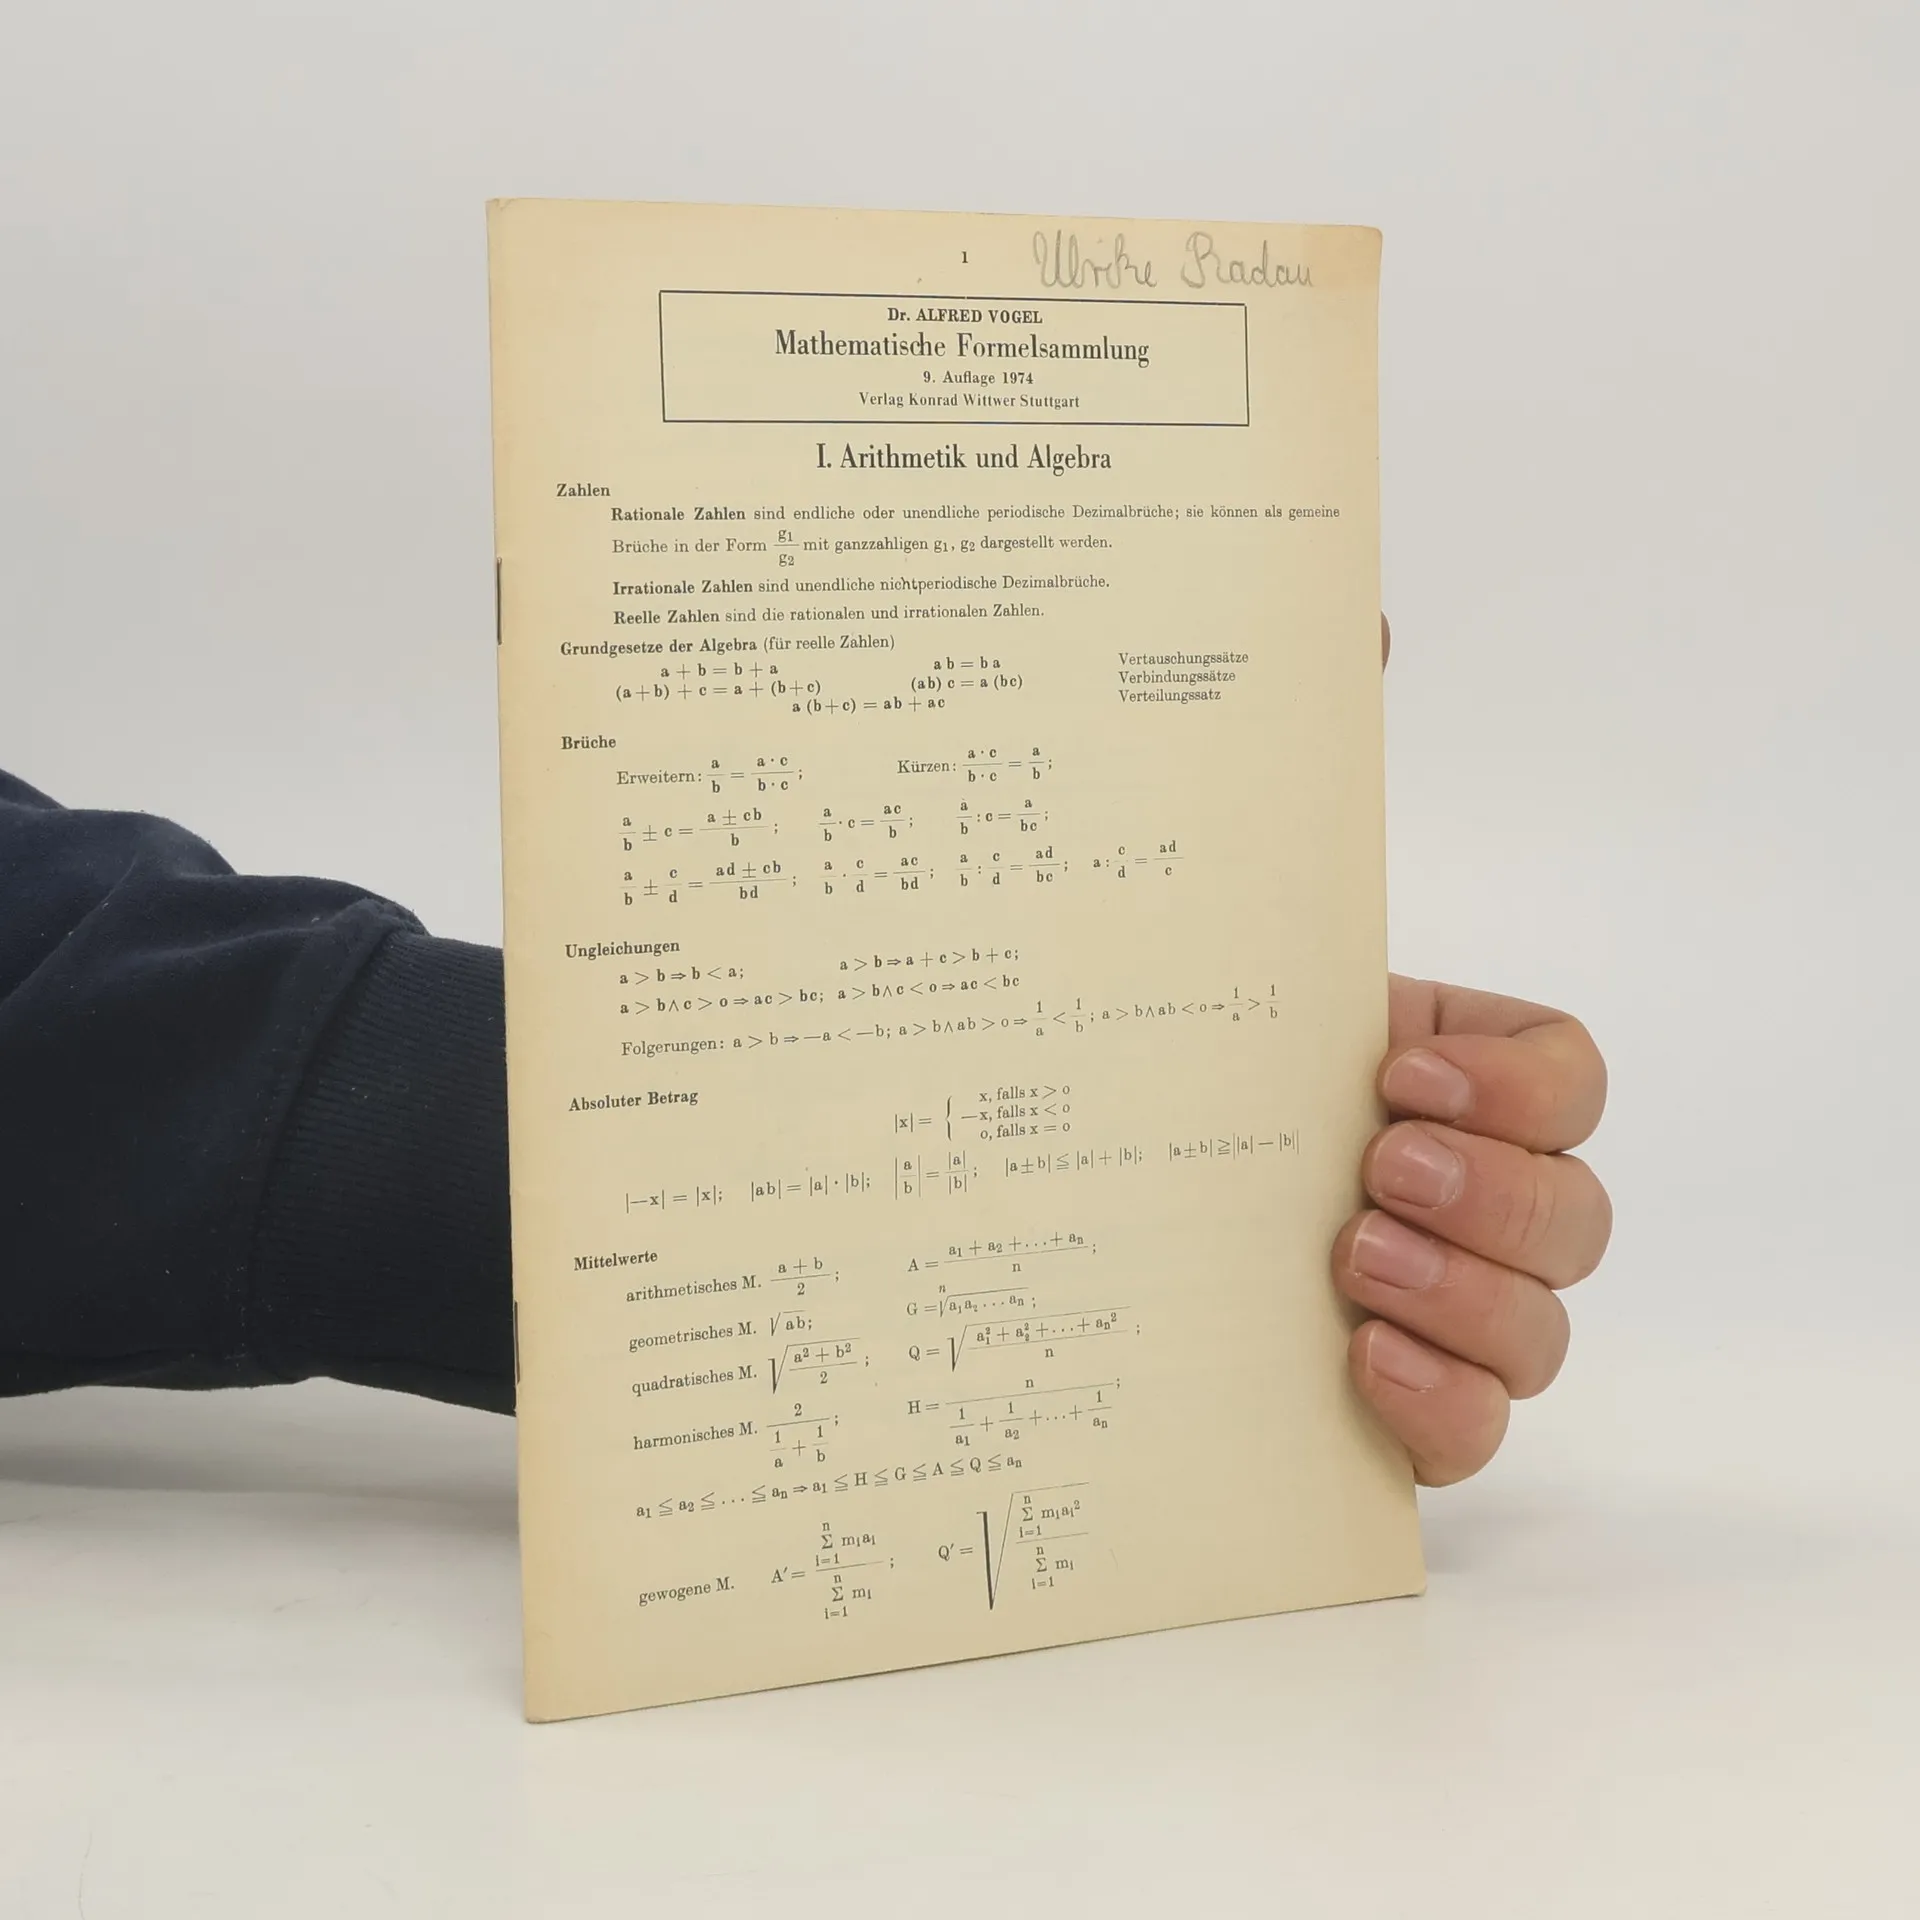 1
Ulrike Radau
Dr. ALFRED VOGEL
Mathematische Formelsammlung
9. Auflage 1974
Verlag Konrad Wittwer Stuttgart
I. Arithmetik und Algebra
Zahlen
Rationale Zahlen sind endliche oder unendliche periodische Dezimalbrüche; sie können als gemeine
Brüche in der Form g₁/g₂ mit ganzzahligen g₁, g₂ dargestellt werden.
Irrationale Zahlen sind unendliche nichtperiodische Dezimalbrüche.
Reelle Zahlen sind die rationalen und irrationalen Zahlen.
Grundgesetze der Algebra (für reelle Zahlen)
a + b = b + a ab = ba Vertauschungssätze
(a + b) + c = a + (b + c) (ab) c = a (bc) Verbindungssätze
a (b + c) = ab + ac Verteilungssatz
Brüche
Erweitern: a/b = (a · c)/(b · c); Kürzen: (a · c)/(b · c) = a/b;
a/b ± c = (a ± cb)/b; a/b · c = ac/b; a/b : c = a/bc;
a/b ± c/d = (ad ± cb)/bd; a/b · c/d = ac/bd; a/b : c/d = ad/bc; a : c/d = ad/c
Ungleichungen
a > b ⇒ b < a; a > b ⇒ a + c > b + c;
a > b ∧ c > o ⇒ ac > bc; a > b ∧ c < o ⇒ ac < bc
Folgerungen: a > b ⇒ —a < —b; a > b ∧ ab > o ⇒ 1/a < 1/b; a > b ∧ ab < o ⇒ 1/a > 1/b
Absoluter Betrag
|x| = { x, falls x > o
—x, falls x < o
o, falls x = o
|—x| = |x|; |ab| = |a| · |b|; |a/b| = |a|/|b|; |a ± b| ≦ |a| + |b|; |a ± b| ≧ ||a| — |b||
Mittelwerte
arithmetisches M. (a + b)/2; A = (a₁ + a₂ + . . . + aₙ)/n;
geometrisches M. √ab; G = ⁿ√a₁a₂ . . . aₙ;
quadratisches M. √((a² + b²)/2); Q = √((a₁² + a₂² + . . . + aₙ²)/n);
harmonisches M. 2/(1/a + 1/b); H = n/(1/a₁ + 1/a₂ + . . . + 1/aₙ);
a₁ ≦ a₂ ≦ . . . ≦ aₙ ⇒ a₁ ≦ H ≦ G ≦ A ≦ Q ≦ aₙ
gewogene M. A′ = (n Σ i=1 mᵢaᵢ)/(n Σ i=1 mᵢ); Q′ = √((n Σ i=1 mᵢaᵢ²)/(n Σ i=1 mᵢ))